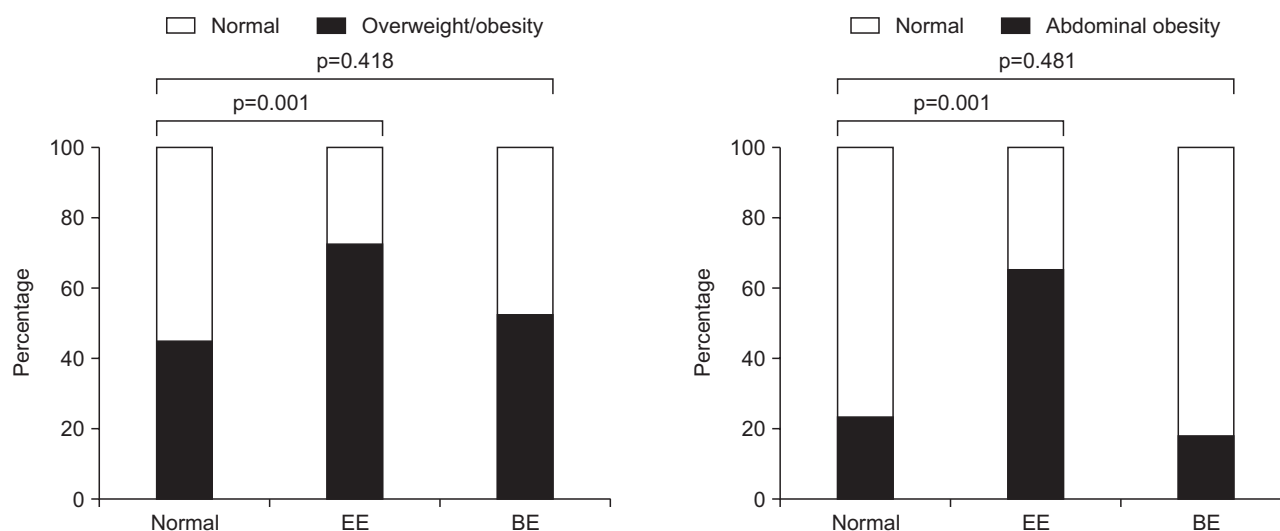 Normal Overweight/obesity
p=0.418
p=0.001
100
80
60
40
20
0
Percentage
Normal EE BE
Normal Abdominal obesity
p=0.481
p=0.001
100
80
60
40
20
0
Percentage
Normal EE BE